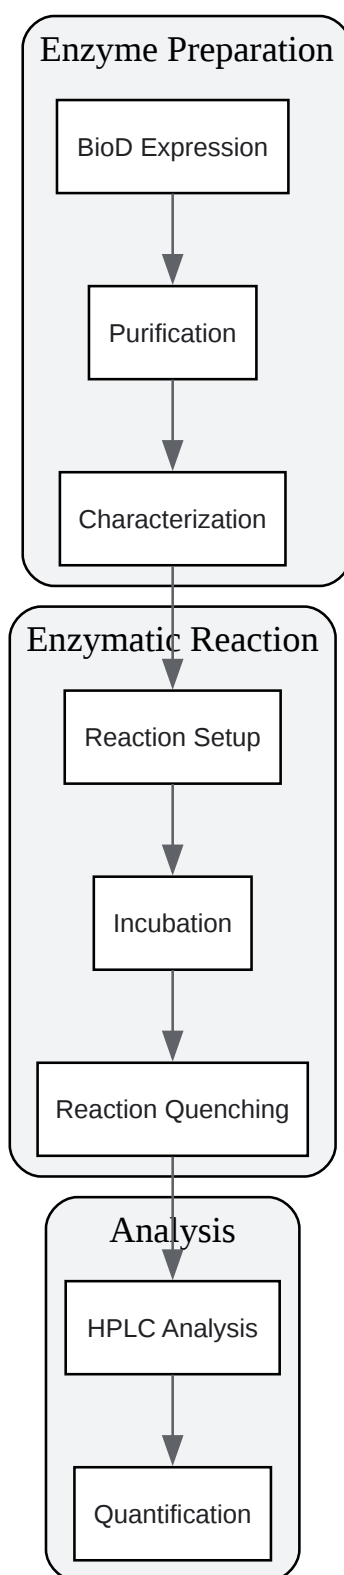 Enzyme Preparation
BioD Expression
Purification
Characterization
Enzymatic Reaction
Reaction Setup
Incubation
Reaction Quenching
Analysis
HPLC Analysis
Quantification